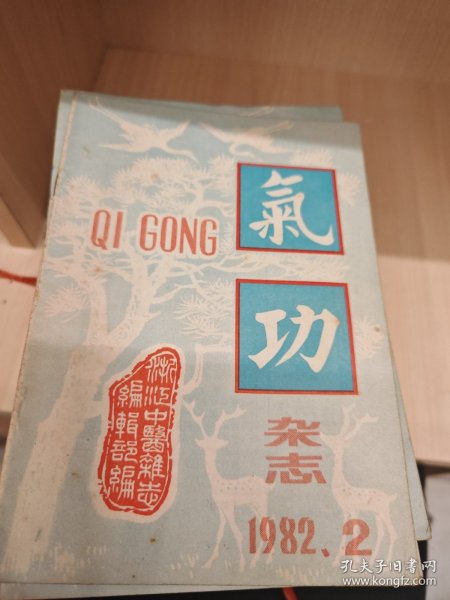 QI GONG
氣
功
杂志
1982.2
浙江中醫雜志
編輯部編
孔夫子旧书网
www.kongfz.com